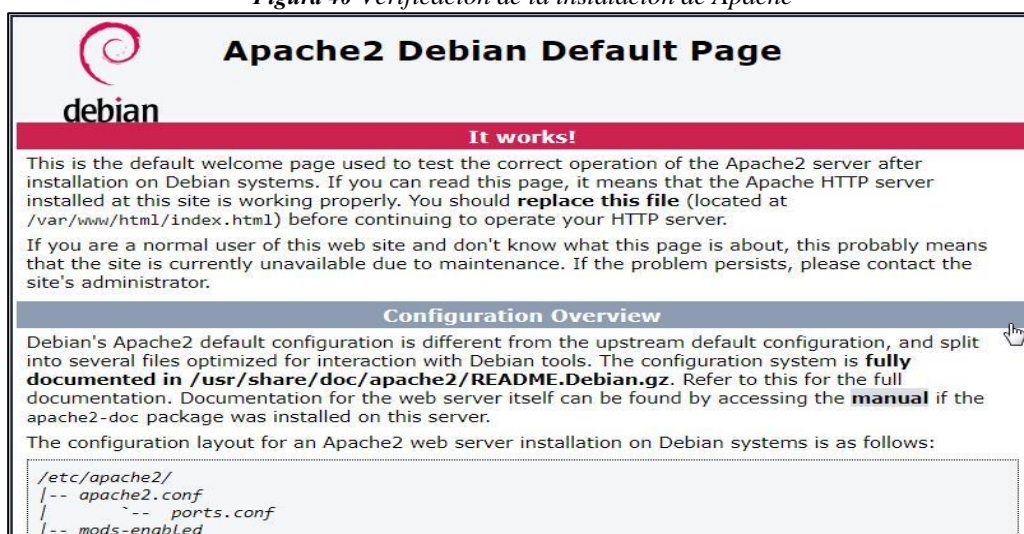 Figura 40 Verificación de la instalación de Apache
Apache2 Debian Default Page
debian
It works!
This is the default welcome page used to test the correct operation of the Apache2 server after
installation on Debian systems. If you can read this page, it means that the Apache HTTP server
installed at this site is working properly. You should replace this file (located at
/var/www/html/index.html) before continuing to operate your HTTP server.
If you are a normal user of this web site and don't know what this page is about, this probably means
that the site is currently unavailable due to maintenance. If the problem persists, please contact the
site's administrator.
Configuration Overview
Debian's Apache2 default configuration is different from the upstream default configuration, and split
into several files optimized for interaction with Debian tools. The configuration system is fully
documented in /usr/share/doc/apache2/README.Debian.gz. Refer to this for the full
documentation. Documentation for the web server itself can be found by accessing the manual if the
apache2-doc package was installed on this server.
The configuration layout for an Apache2 web server installation on Debian systems is as follows:
/etc/apache2/
|-- apache2.conf
|       `--  ports.conf
|-- mods-enabled